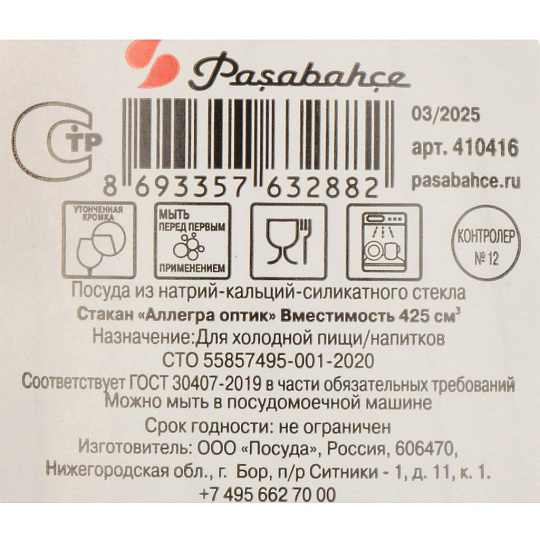 Paşabahçe
03/2025
арт. 410416
pasabahce.ru
ТР
8 693357 632882
УТОНЧЕННАЯ
КРОМКА
МЫТЬ
ПЕРЕД ПЕРВЫМ
ПРИМЕНЕНИЕМ
КОНТРОЛЕР
№ 12
Посуда из натрий-кальций-силикатного стекла
Стакан «Аллегра оптик» Вместимость 425 см³
Назначение:Для холодной пищи/напитков
СТО 55857495-001-2020
Соответствует ГОСТ 30407-2019 в части обязательных требований
Можно мыть в посудомоечной машине
Срок годности: не ограничен
Изготовитель: ООО «Посуда», Россия, 606470,
Нижегородская обл., г. Бор, п/р Ситники - 1, д. 11, к. 1.
+7 495 662 70 00